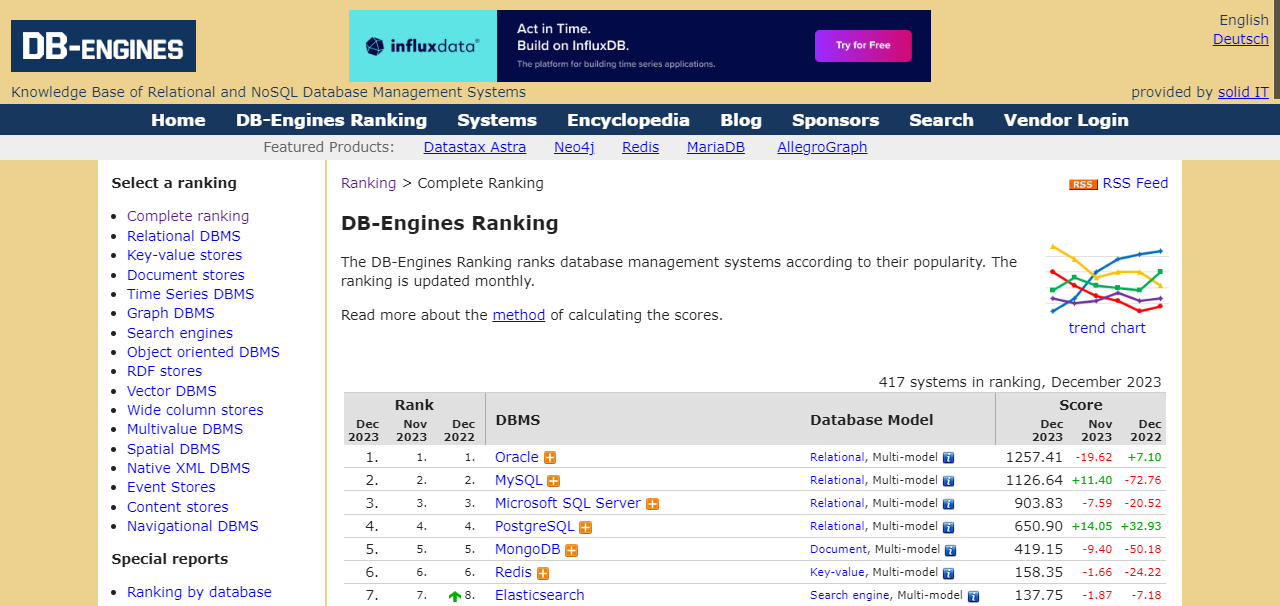 DB-ENGINES
influxdata®
Act in Time.
Build on InfluxDB.
The platform for building time series applications.
Try for Free
English
Deutsch
Knowledge Base of Relational and NoSQL Database Management Systems
provided by solid IT
Home DB-Engines Ranking Systems Encyclopedia Blog Sponsors Search Vendor Login
Featured Products: Datastax Astra Neo4j Redis MariaDB AllegroGraph
Select a ranking
Complete ranking
Relational DBMS
Key-value stores
Document stores
Time Series DBMS
Graph DBMS
Search engines
Object oriented DBMS
RDF stores
Vector DBMS
Wide column stores
Multivalue DBMS
Spatial DBMS
Native XML DBMS
Event Stores
Content stores
Navigational DBMS
Special reports
Ranking by database
Ranking > Complete Ranking
RSS RSS Feed
DB-Engines Ranking
The DB-Engines Ranking ranks database management systems according to their popularity. The
ranking is updated monthly.
Read more about the method of calculating the scores.
trend chart
417 systems in ranking, December 2023
Rank DBMS Database Model Score
Dec 2023 Nov 2023 Dec 2022 Dec 2023 Nov 2023 Dec 2022
1. 1. 1. Oracle Relational, Multi-model 1257.41 -19.62 +7.10
2. 2. 2. MySQL Relational, Multi-model 1126.64 +11.40 -72.76
3. 3. 3. Microsoft SQL Server Relational, Multi-model 903.83 -7.59 -20.52
4. 4. 4. PostgreSQL Relational, Multi-model 650.90 +14.05 +32.93
5. 5. 5. MongoDB Document, Multi-model 419.15 -9.40 -50.18
6. 6. 6. Redis Key-value, Multi-model 158.35 -1.66 -24.22
7. 7. 8. Elasticsearch Search engine, Multi-model 137.75 -1.87 -7.18